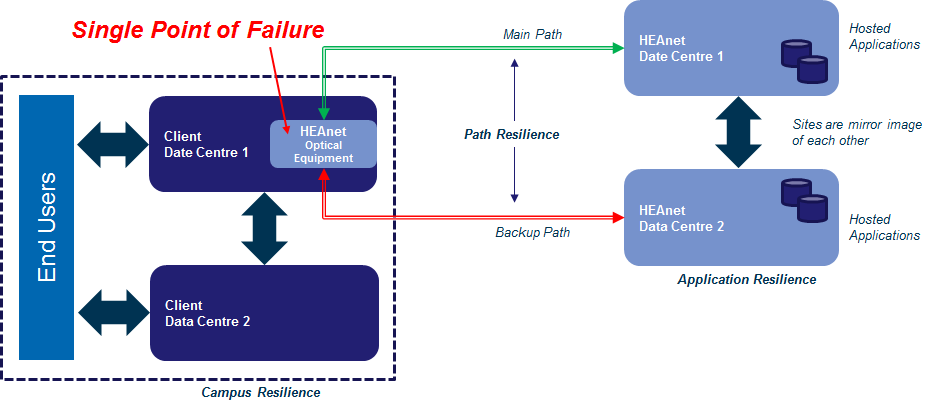 Single Point of Failure
Main Path
HEAnet
Date Centre 1
Hosted
Applications
End Users
Client
Date Centre 1
HEAnet
Optical
Equipment
Path Resilience
Sites are mirror image
of each other
Backup Path
HEAnet
Data Centre 2
Hosted
Applications
Application Resilience
Client
Data Centre 2
Campus Resilience